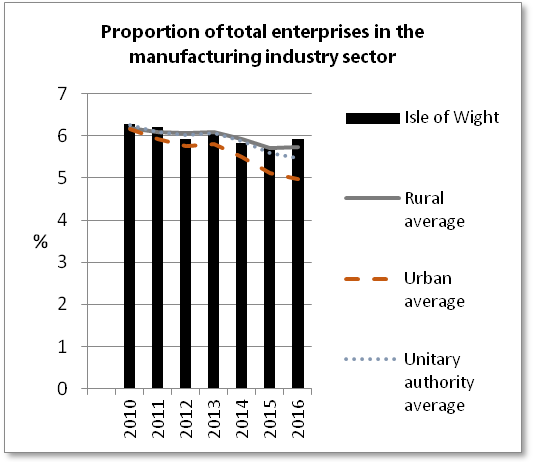 Proportion of total enterprises in the
manufacturing industry sector
7
6
5
4
3
2
1
0
%
2010
2011
2012
2013
2014
2015
2016
Isle of Wight
Rural
average
Urban
average
Unitary
authority
average